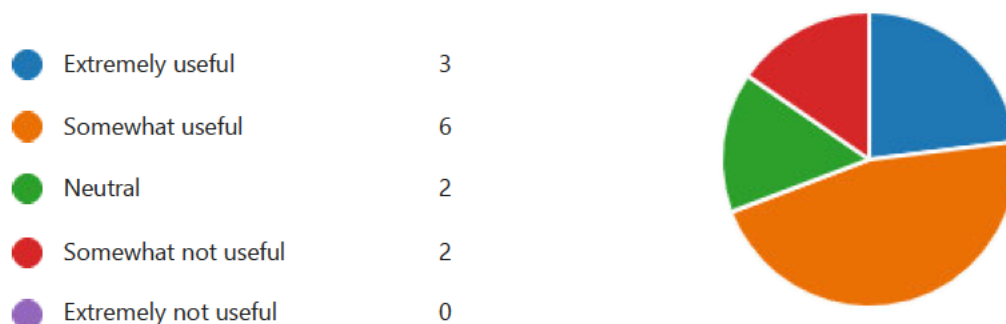 Extremely useful 3
Somewhat useful 6
Neutral 2
Somewhat not useful 2
Extremely not useful 0